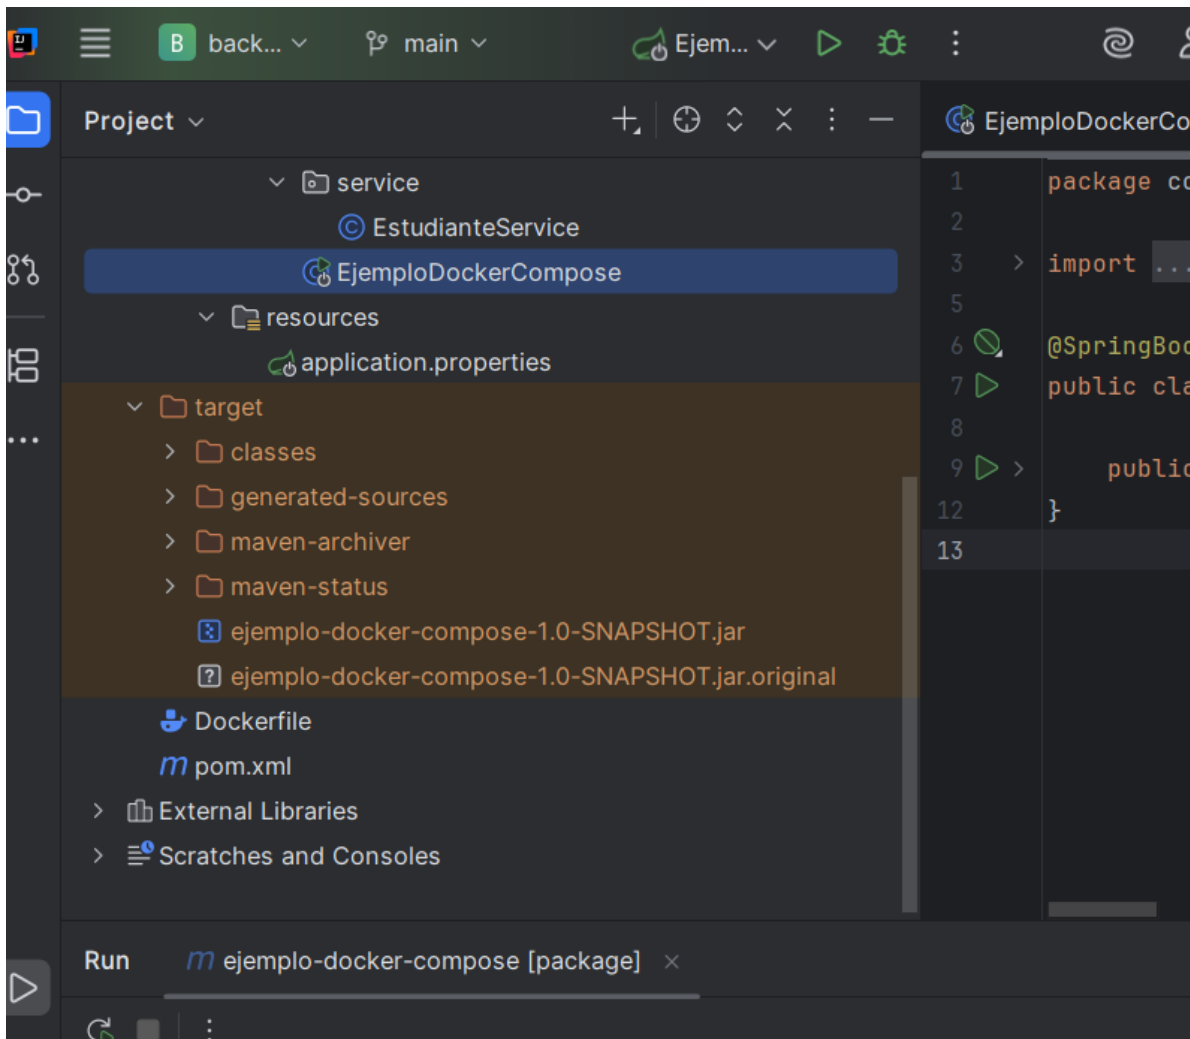 B back... main Ejem...
Project
EjemploDockerCo
service
EstudianteService
EjemploDockerCompose
resources
application.properties
target
classes
generated-sources
maven-archiver
maven-status
ejemplo-docker-compose-1.0-SNAPSHOT.jar
ejemplo-docker-compose-1.0-SNAPSHOT.jar.original
Dockerfile
m pom.xml
External Libraries
Scratches and Consoles
1 package co
2
3 import ...
5
6 @SpringBoo
7 public cla
8
9 public
12 }
13
Run m ejemplo-docker-compose [package]